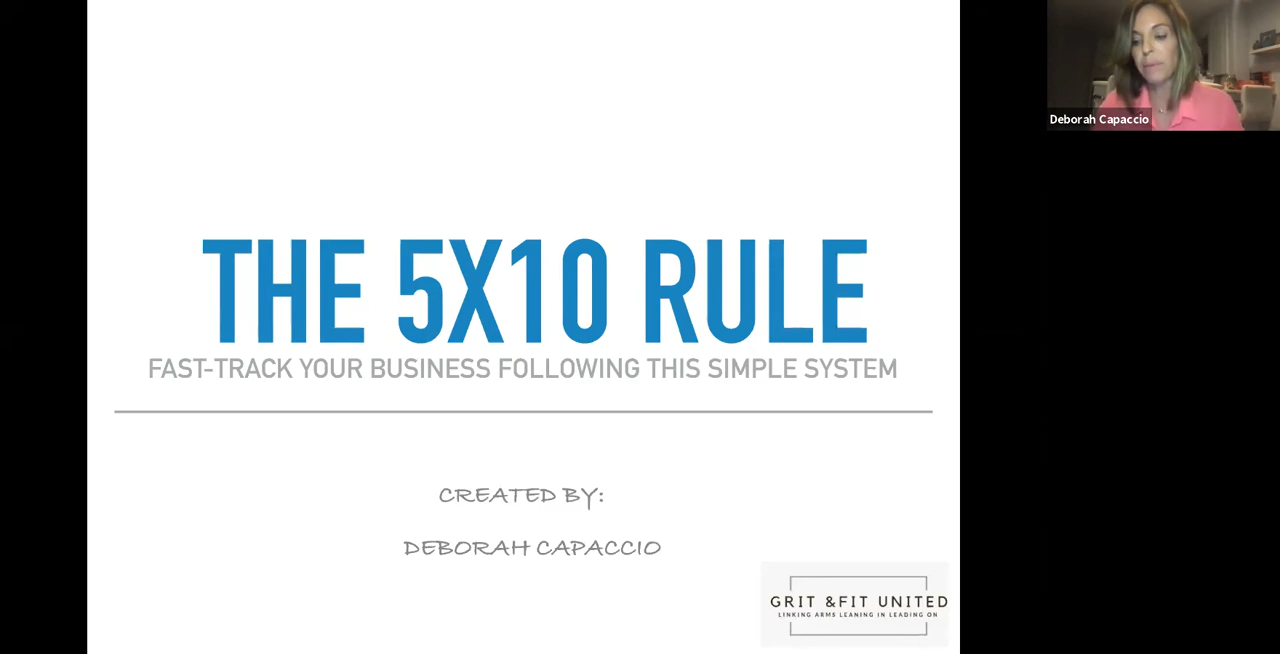 THE 5X10 RULE
FAST-TRACK YOUR BUSINESS FOLLOWING THIS SIMPLE SYSTEM
CREATED BY:
DEBORAH CAPACCIO
GRIT &FIT UNITED
LINKING ARMS LEANING IN LEADING ON
Deborah Capaccio